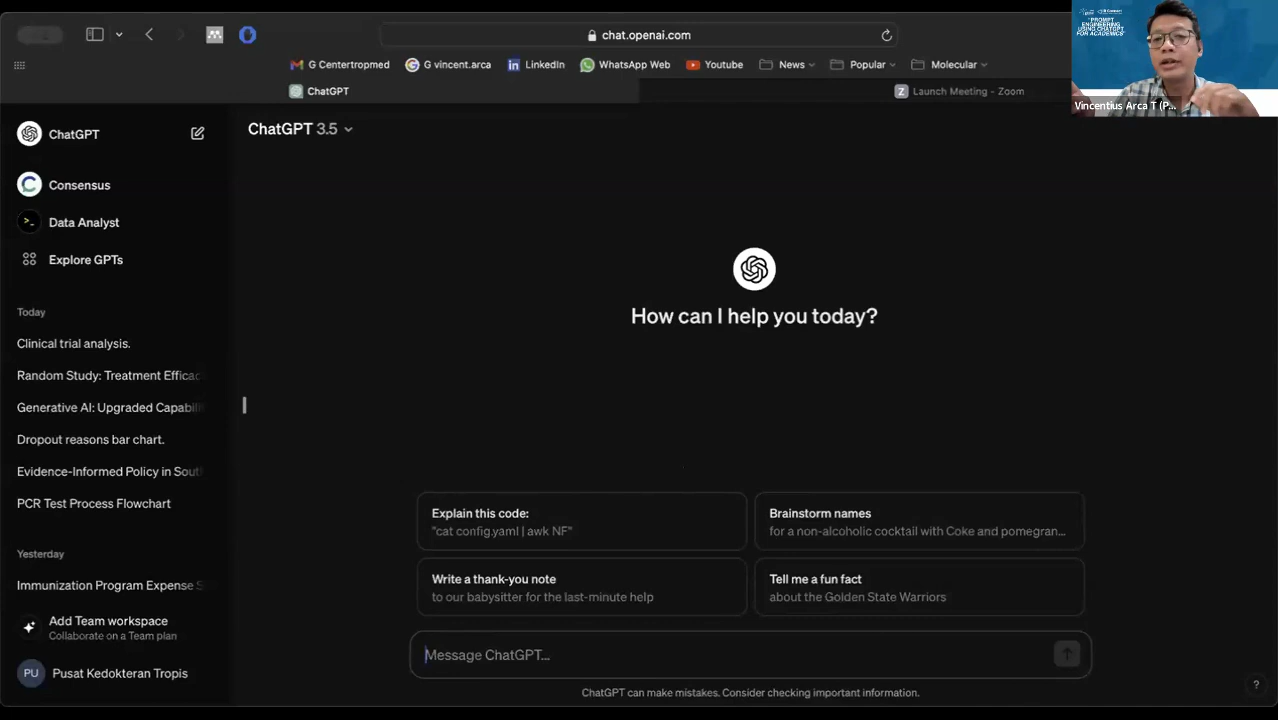 chat.openai.com
G Centertropmed
G vincent.arca
LinkedIn
WhatsApp Web
YouTube
News
Popular
Molecular
ChatGPT
Launch Meeting - Zoom
"PROMPT
ENGINEERING
USING CHATGPT
FOR ACADEMICS"
Vincentius Arca T (P...
ChatGPT
Consensus
Data Analyst
Explore GPTs
Today
Clinical trial analysis.
Random Study: Treatment Efficac
Generative AI: Upgraded Capabili
Dropout reasons bar chart.
Evidence-Informed Policy in Sout
PCR Test Process Flowchart
Yesterday
Immunization Program Expense S
Add Team workspace
Collaborate on a Team plan
PU
Pusat Kedokteran Tropis
ChatGPT 3.5
How can I help you today?
Explain this code:
"cat config.yaml | awk NF"
Brainstorm names
for a non-alcoholic cocktail with Coke and pomegran...
Write a thank-you note
to our babysitter for the last-minute help
Tell me a fun fact
about the Golden State Warriors
Message ChatGPT...
ChatGPT can make mistakes. Consider checking important information.
?